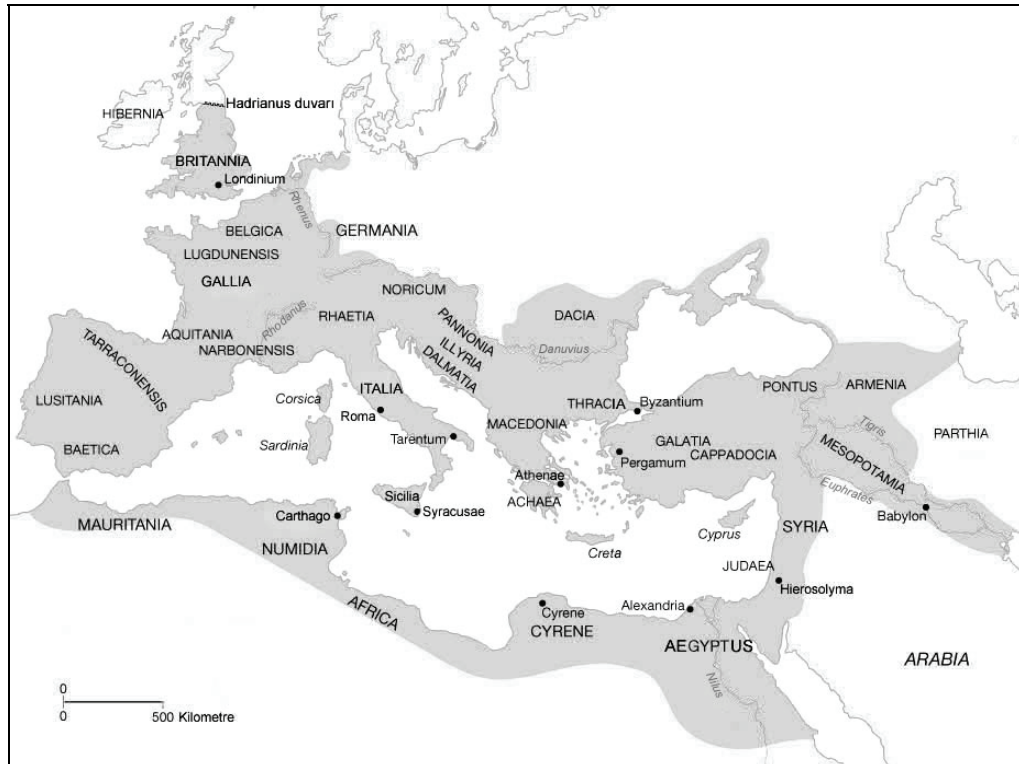 Hadrianus duvarı
HIBERNIA
BRITANNIA
Londinium
Rhenus
BELGICA
GERMANIA
LUGDUNENSIS
GALLIA
NORICUM
Rhodanus
RHAETIA
PANNONIA
DACIA
AQUITANIA
NARBONENSIS
ILLYRIA
Danuvius
TARRACONENSIS
DALMATIA
LUSITANIA
Corsica
ITALIA
Roma
THRACIA
Byzantium
PONTUS
ARMENIA
Tigris
PARTHIA
BAETICA
Sardinia
Tarentum
MACEDONIA
GALATIA
CAPPADOCIA
MESOPOTAMIA
Pergamum
Athenae
Euphrates
Sicilia
ACHAEA
Babylon
MAURITANIA
Carthago
Syracusae
Cyprus
SYRIA
NUMIDIA
Creta
JUDAEA
Hierosolyma
AFRICA
Cyrene
Alexandria
CYRENE
AEGYPTUS
ARABIA
Nilus
0
0
500 Kilometre